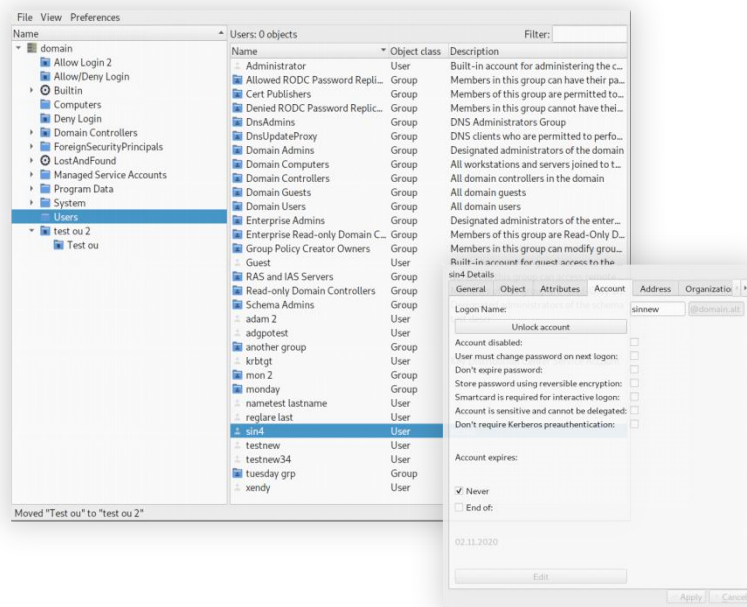 File View Preferences
Name
domain
Allow Login 2
Allow/Deny Login
Builtin
Computers
Deny Login
Domain Controllers
ForeignSecurityPrincipals
LostAndFound
Managed Service Accounts
Program Data
System
Users
test ou 2
Test ou
Users: 0 objects Filter:
Name Object class Description
Administrator User Built-in account for administering the c...
Allowed RODC Password Repli... Group Members in this group can have their pa...
Cert Publishers Group Members of this group are permitted to...
Denied RODC Password Replic... Group Members in this group cannot have thei...
DnsAdmins Group DNS Administrators Group
DnsUpdateProxy Group DNS clients who are permitted to perfo...
Domain Admins Group Designated administrators of the domain
Domain Computers Group All workstations and servers joined to t...
Domain Controllers Group All domain controllers in the domain
Domain Guests Group All domain guests
Domain Users Group All domain users
Enterprise Admins Group Designated administrators of the enter...
Enterprise Read-only Domain C... Group Members of this group are Read-Only D...
Group Policy Creator Owners Group Members in this group can modify grou...
Guest User Built-in account for guest access to the
RAS and IAS Servers Group
Read-only Domain Controllers Group
Schema Admins Group
adam 2 User
adgpotest User
another group Group
krbtgt User
mon 2 Group
monday Group
nametest lastname User
reglare last User
sin4 User
testnew User
testnew34 User
tuesday grp Group
xendy User
Moved "Test ou" to "test ou 2"
sin4 Details
General Object Attributes Account Address Organizatio
Logon Name: sinnew @domain.alt
Unlock account
Account disabled:
User must change password on next logon:
Don't expire password:
Store password using reversible encryption:
Smartcard is required for interactive logon:
Account is sensitive and cannot be delegated:
Don't require Kerberos preauthentication:
Account expires:
Never
End of:
02.11.2020
Edit
Apply Cancel